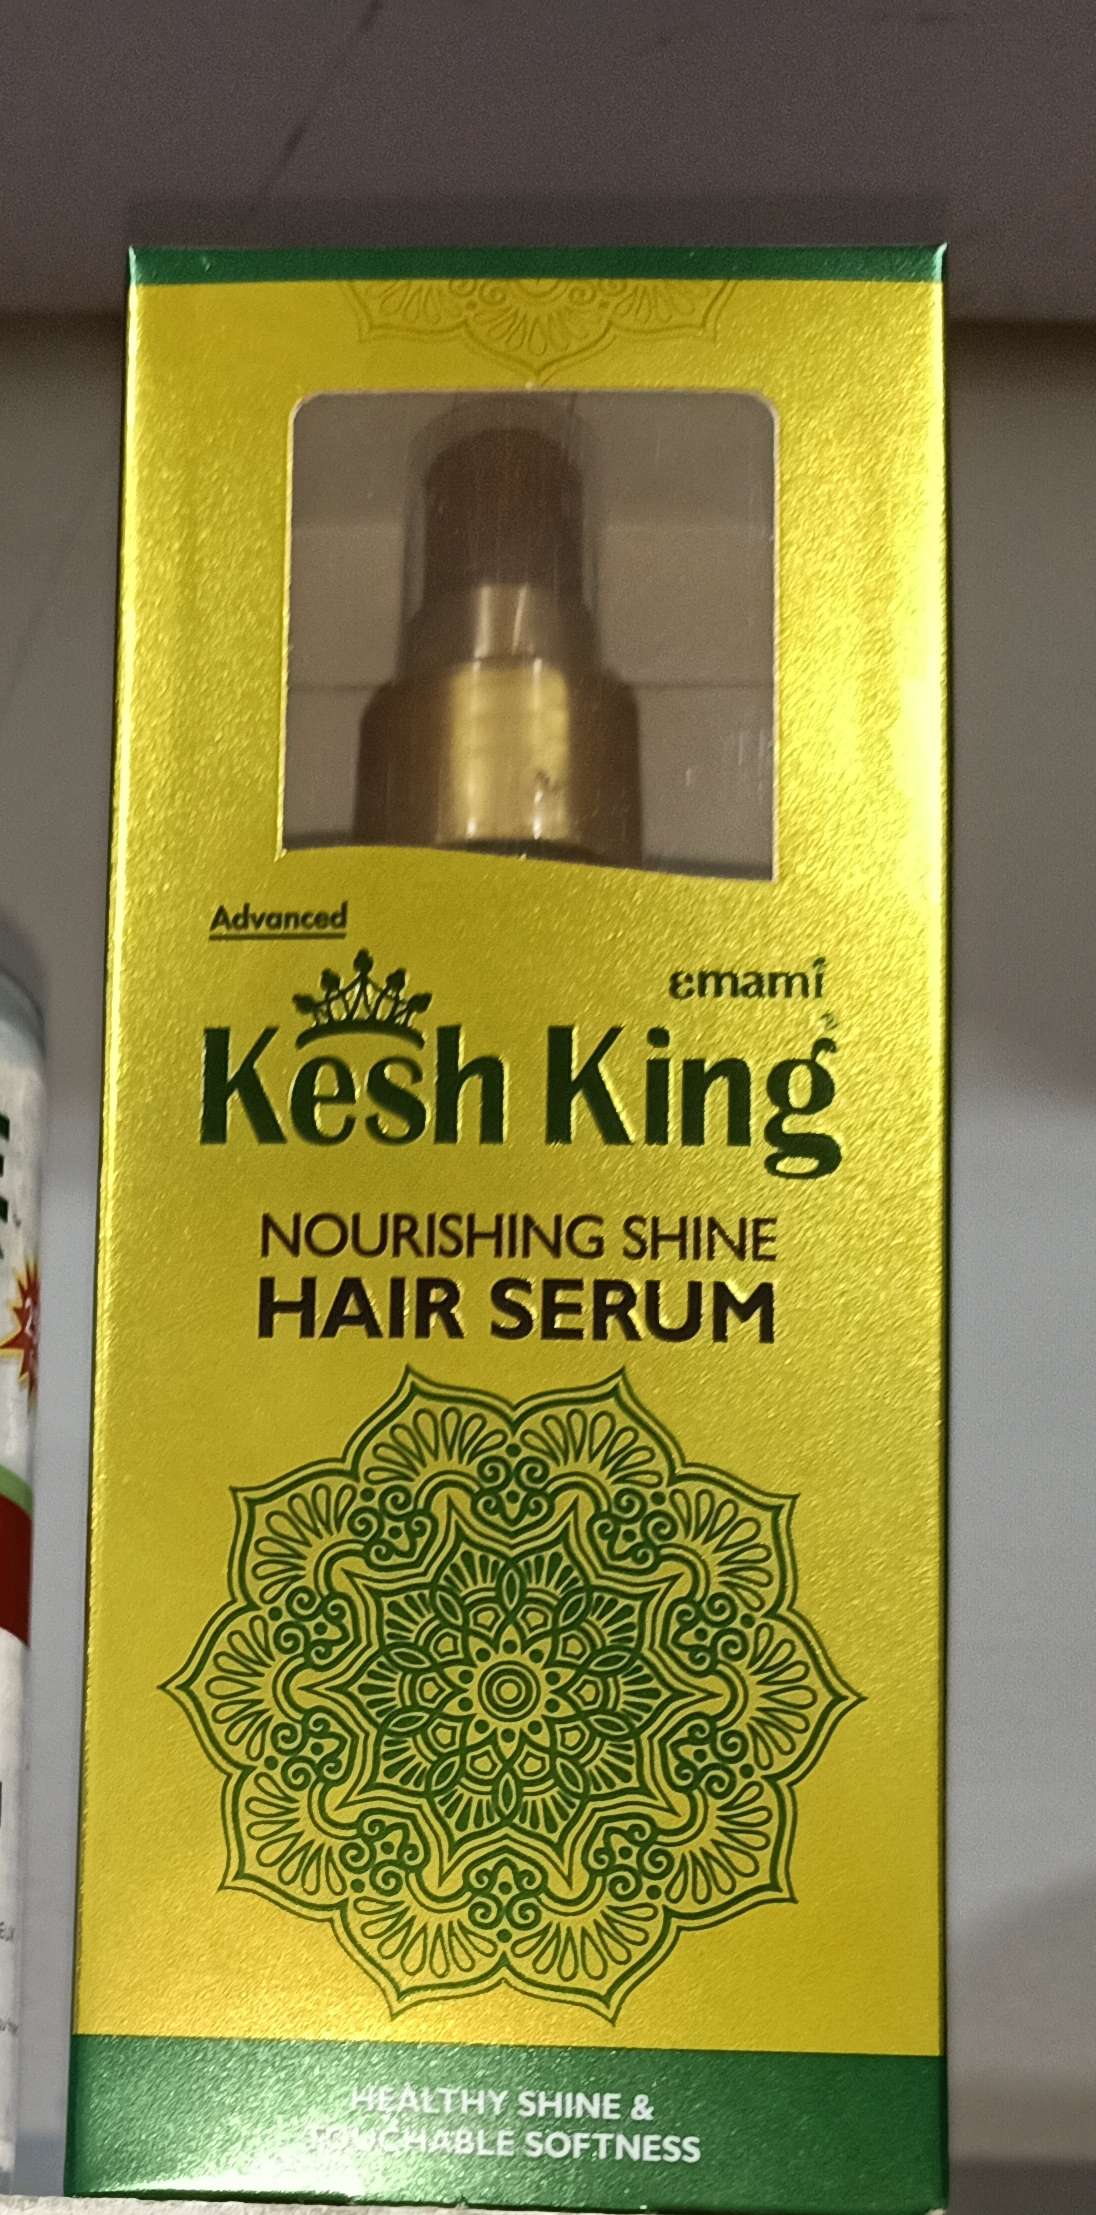 Advanced
emami
Kesh King
NOURISHING SHINE
HAIR SERUM
HEALTHY SHINE &
TOUCHABLE SOFTNESS